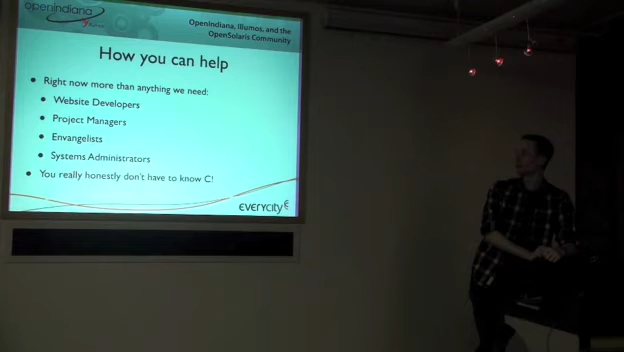 openindiana
OpenIndiana, Illumos, and the
OpenSolaris Community
How you can help
Right now more than anything we need:
Website Developers
Project Managers
Envangelists
Systems Administrators
You really honestly don't have to know C!
everycity